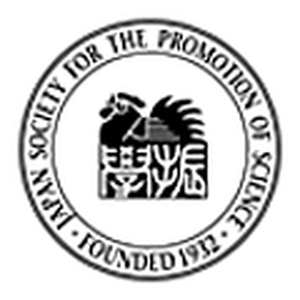 JAPAN SOCIETY FOR THE PROMOTION OF SCIENCE
· FOUNDED 1932 ·
學振